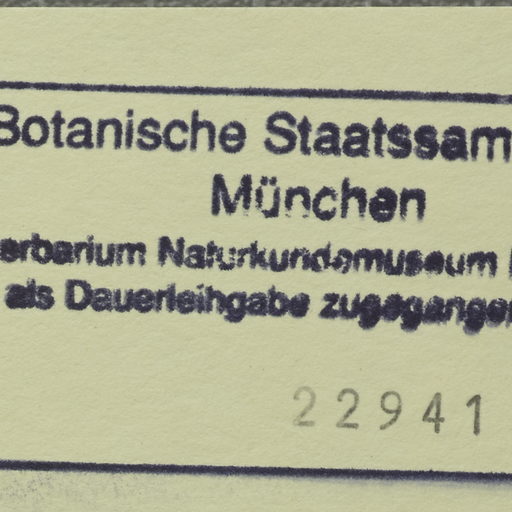 Botanische Staatssam
München
erbarium Naturkundemuseum
als Dauerleihgabe zugegangen
22941